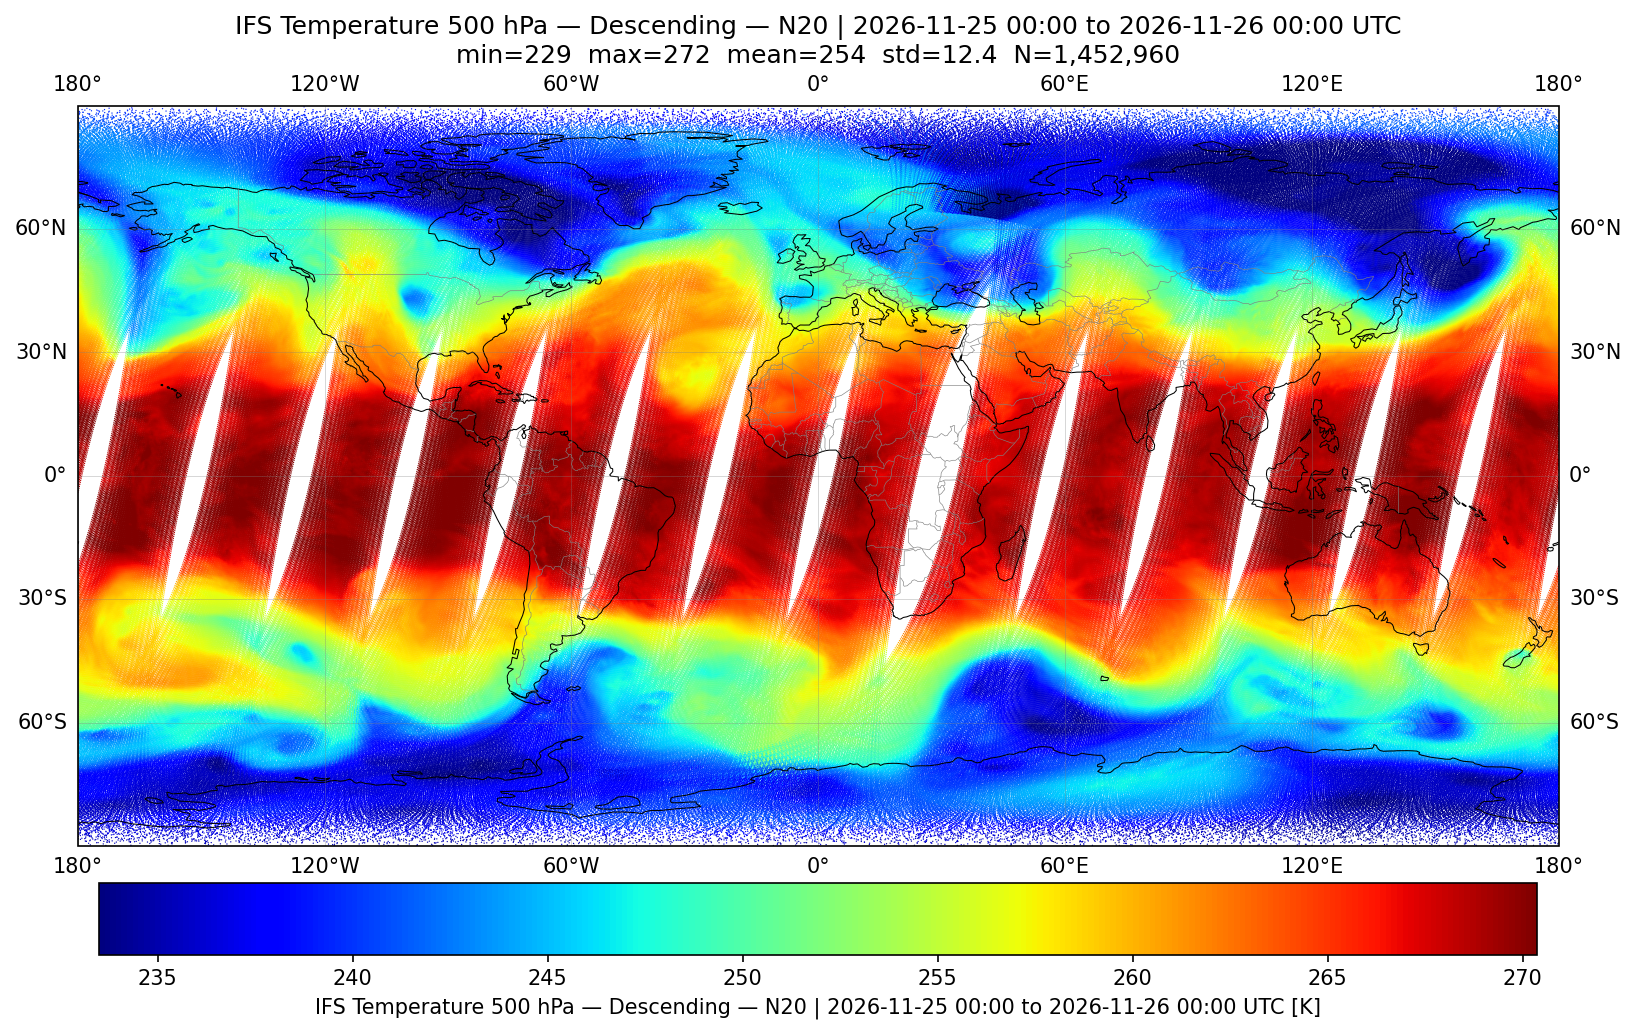 IFS Temperature 500 hPa — Descending — N20 | 2026-11-25 00:00 to 2026-11-26 00:00 UTC
min=229 max=272 mean=254 std=12.4 N=1,452,960
180° 120°W 60°W 0° 60°E 120°E 180°
60°N 60°N
30°N 30°N
0° 0°
30°S 30°S
60°S 60°S
180° 120°W 60°W 0° 60°E 120°E 180°
235 240 245 250 255 260 265 270
IFS Temperature 500 hPa — Descending — N20 | 2026-11-25 00:00 to 2026-11-26 00:00 UTC [K]